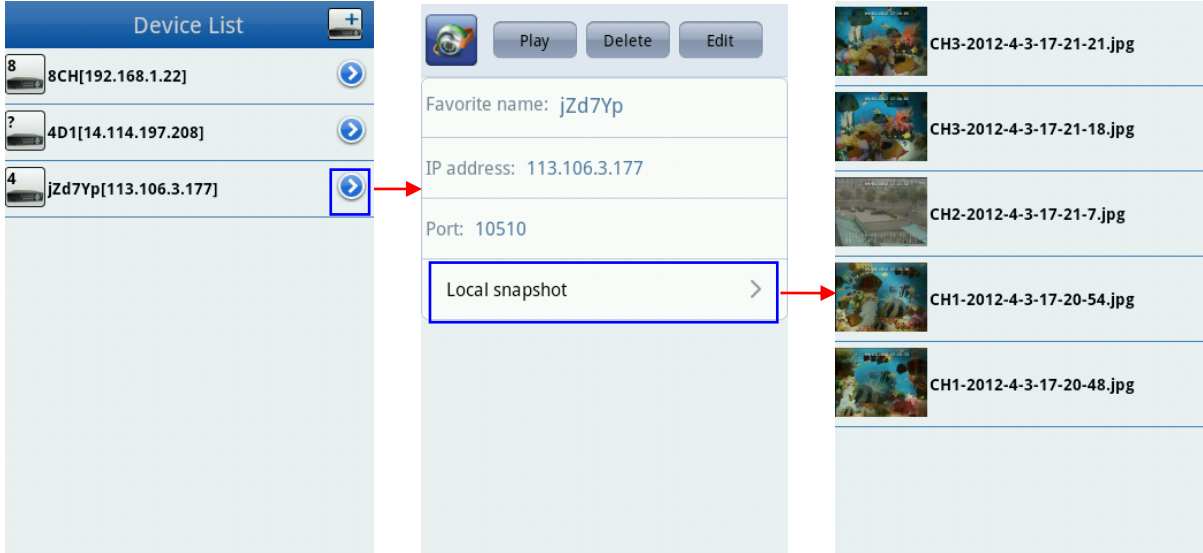 Device List
8
8CH[192.168.1.22]
?
4D1[14.114.197.208]
4
jZd7Yp[113.106.3.177]
Play
Delete
Edit
Favorite name: jZd7Yp
IP address: 113.106.3.177
Port: 10510
Local snapshot
CH3-2012-4-3-17-21-21.jpg
CH3-2012-4-3-17-21-18.jpg
CH2-2012-4-3-17-21-7.jpg
CH1-2012-4-3-17-20-54.jpg
CH1-2012-4-3-17-20-48.jpg